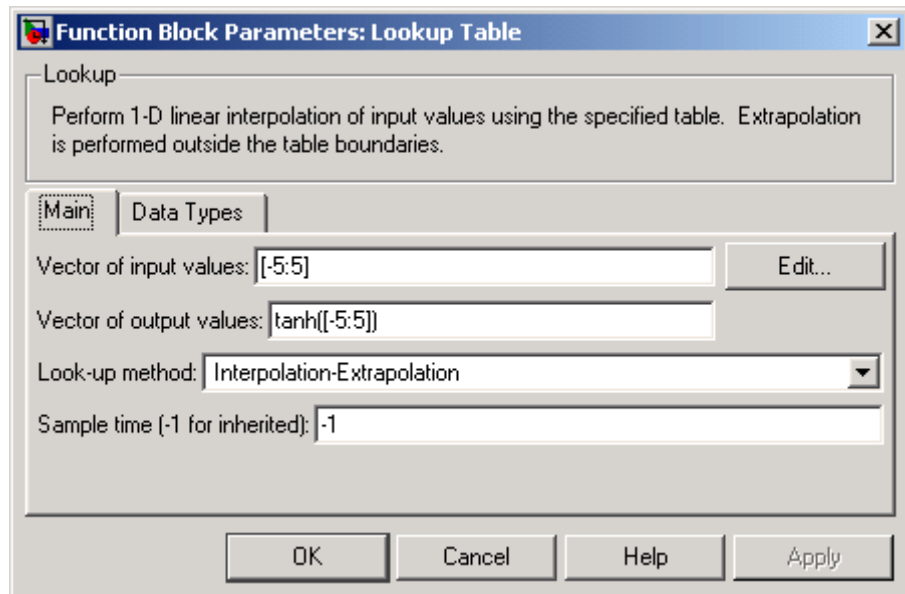 Function Block Parameters: Lookup Table
Lookup
Perform 1-D linear interpolation of input values using the specified table. Extrapolation
is performed outside the table boundaries.
Main Data Types
Vector of input values: [-5:5] Edit...
Vector of output values: tanh([-5:5])
Look-up method: Interpolation-Extrapolation
Sample time (-1 for inherited): -1
OK Cancel Help Apply